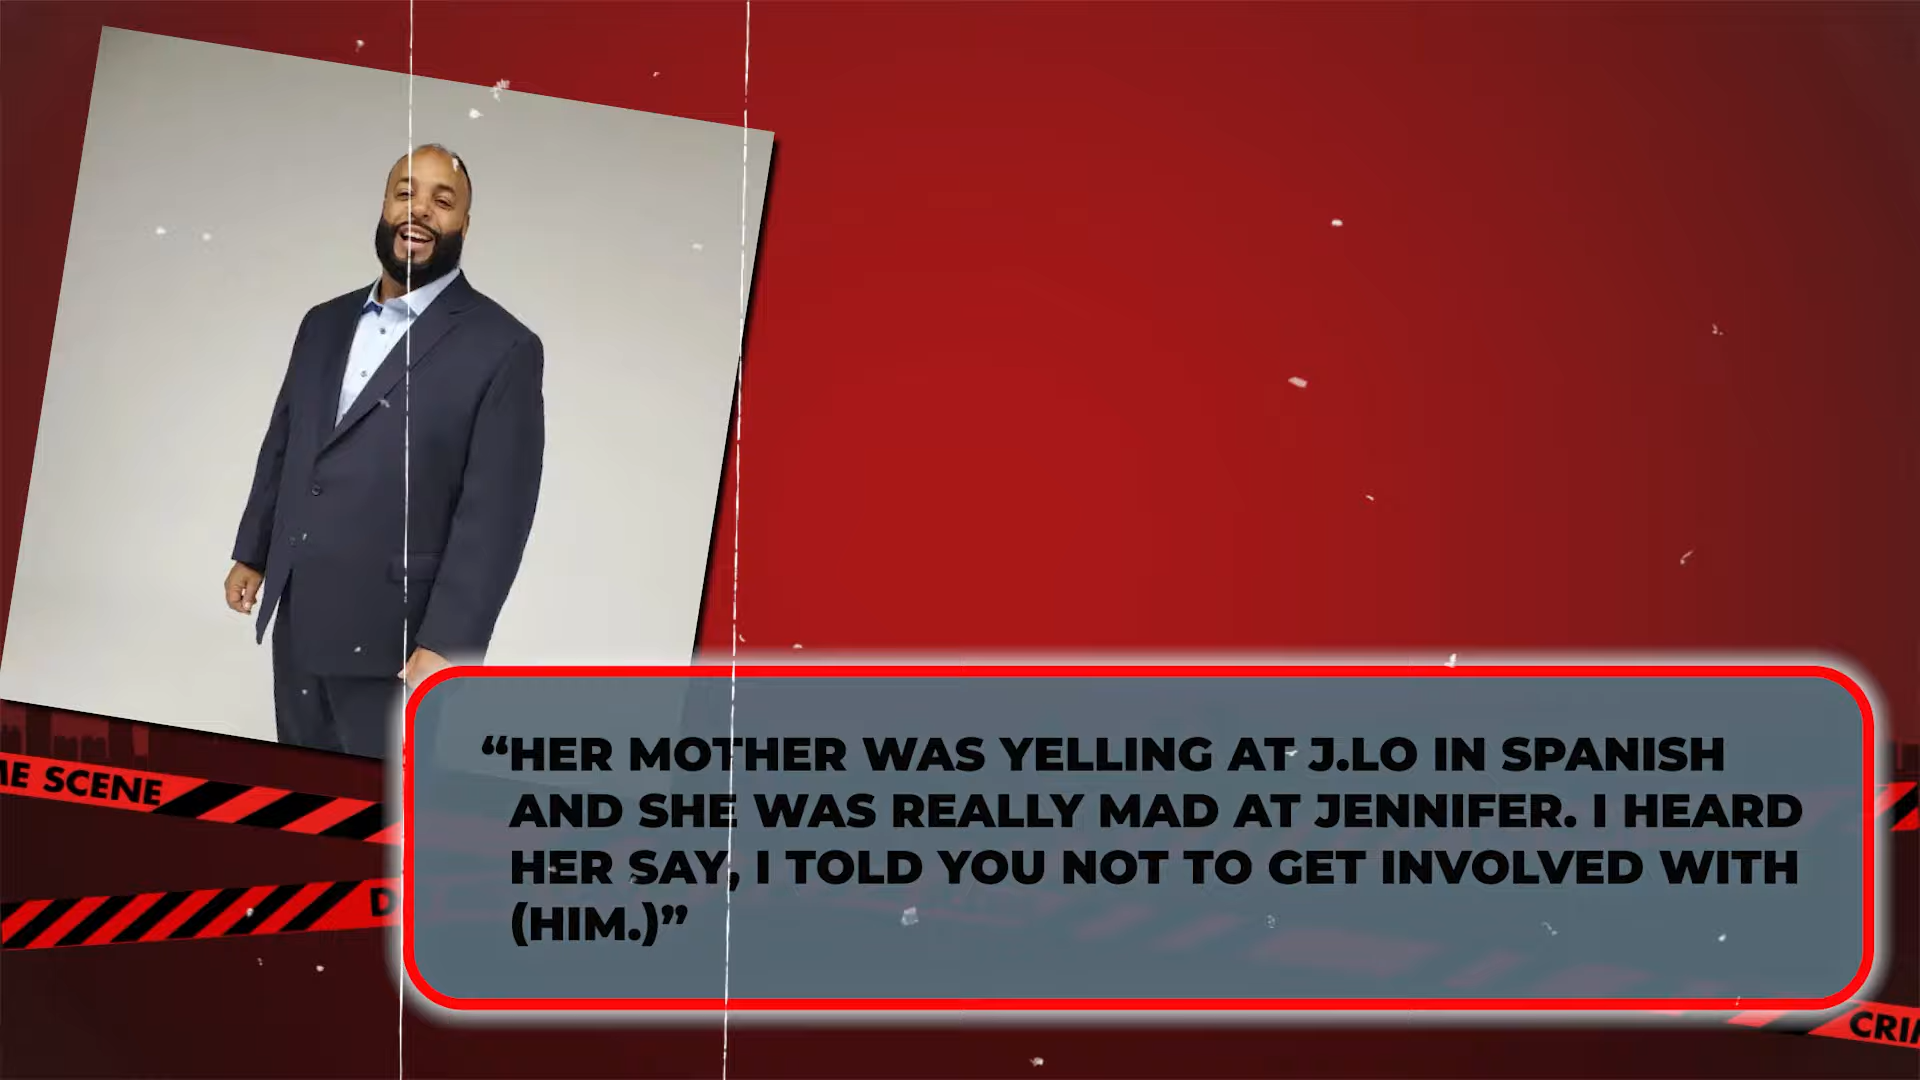 “HER MOTHER WAS YELLING AT J.LO IN SPANISH
AND SHE WAS REALLY MAD AT JENNIFER. I HEARD
HER SAY, I TOLD YOU NOT TO GET INVOLVED WITH
(HIM.)”
SCENE